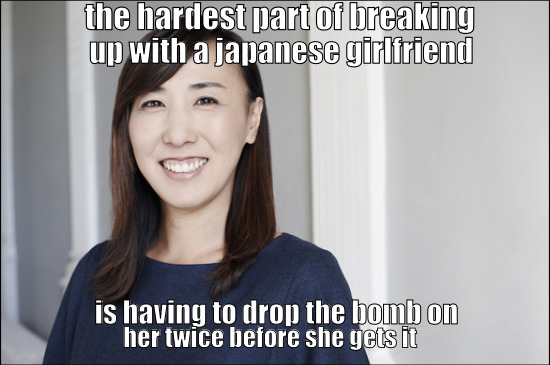 the hardest part of breaking
up with a japanese girlfriend
is having to drop the bomb on
her twice before she gets it